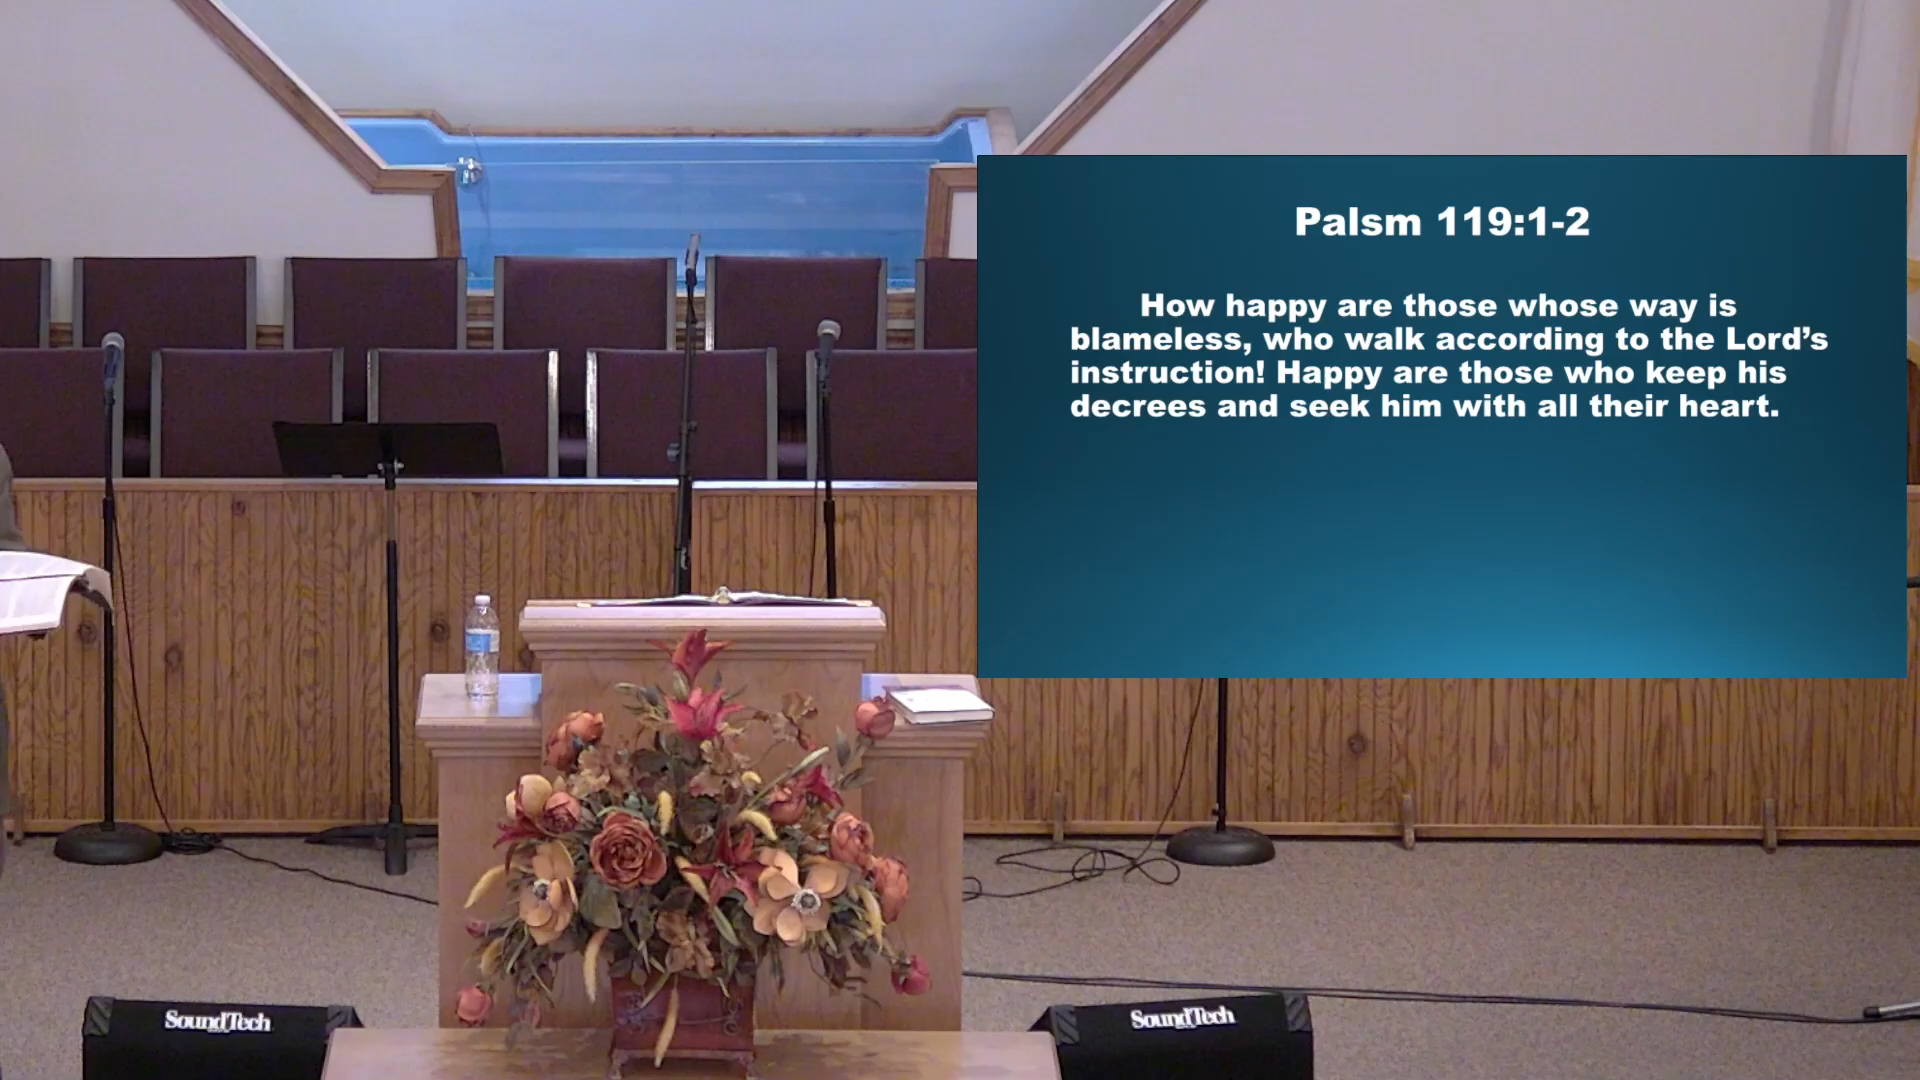 Palsm 119:1-2
How happy are those whose way is
blameless, who walk according to the Lord’s
instruction! Happy are those who keep his
decrees and seek him with all their heart.
SoundTech
SoundTech